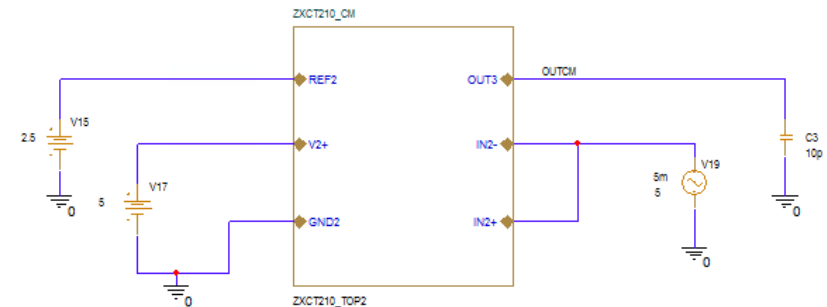 ZXCT210_CM
REF2
OUT3
OUTCM
V15
2.5
V2+
IN2-
C3
10p
V19
5m
5
V17
5
GND2
IN2+
0
0
0
0
0
ZXCT210_TOP2